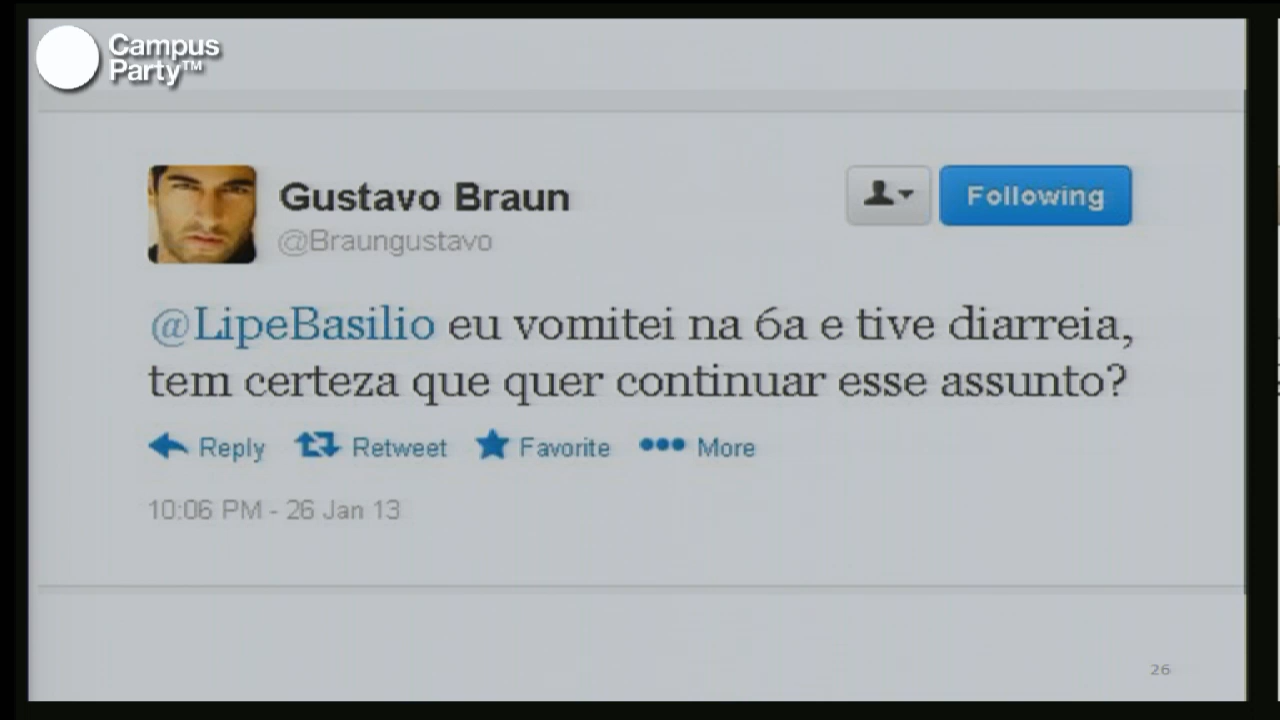 Campus
Party™
Gustavo Braun
Following
@Braungustavo
@LipeBasilio eu vomitei na 6a e tive diarreia,
tem certeza que quer continuar esse assunto?
Reply Retweet Favorite More
10:06 PM - 26 Jan 13
26